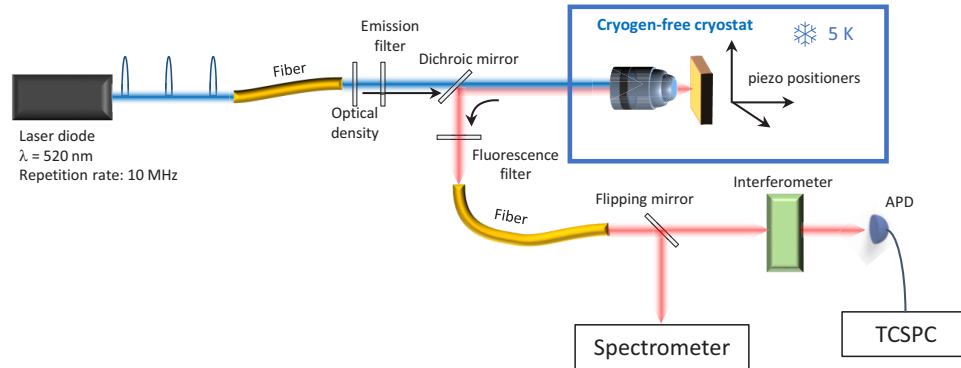 Emission
filter
Cryogen-free cryostat
5 K
Fiber
Dichroic mirror
piezo positioners
Optical
density
Laser diode
λ = 520 nm
Repetition rate: 10 MHz
Fluorescence
filter
Fiber
Flipping mirror
Interferometer
APD
Spectrometer
TCSPC